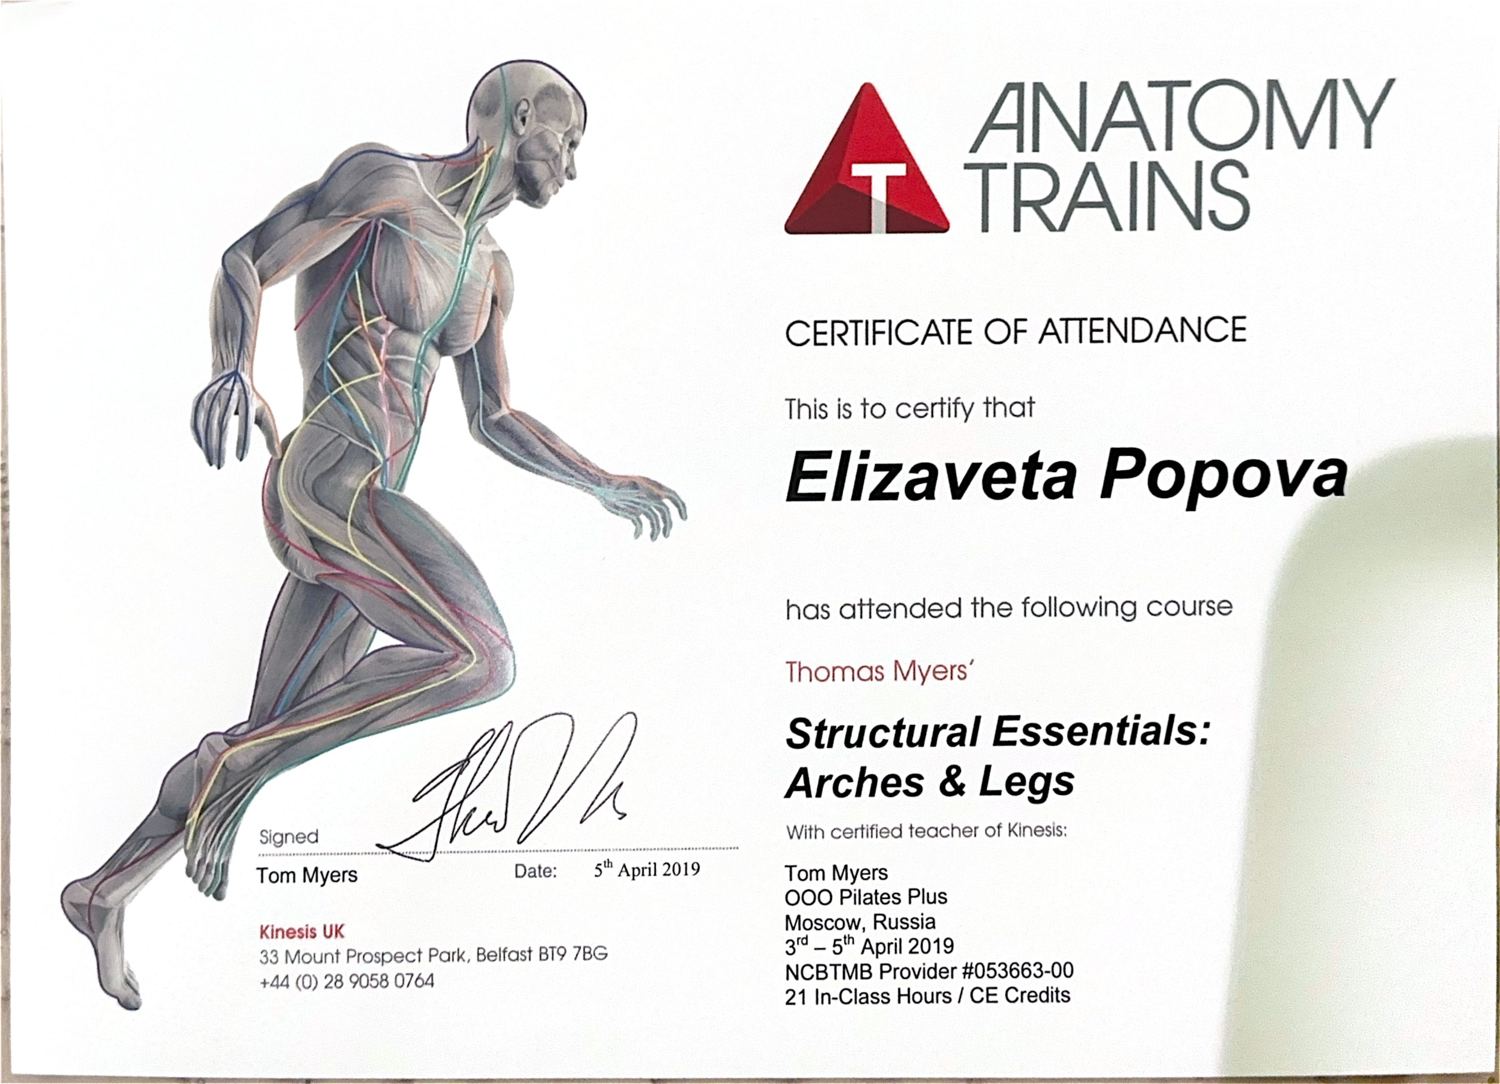 ANATOMY
TRAINS
T
CERTIFICATE OF ATTENDANCE
This is to certify that
Elizaveta Popova
has attended the following course
Thomas Myers'
Structural Essentials:
Arches & Legs
With certified teacher of Kinesis:
Tom Myers
OOO Pilates Plus
Moscow, Russia
3rd – 5th April 2019
NCBTMB Provider #053663-00
21 In-Class Hours / CE Credits
Signed
Tom Myers
Date: 5th April 2019
Kinesis UK
33 Mount Prospect Park, Belfast BT9 7BG
+44 (0) 28 9058 0764